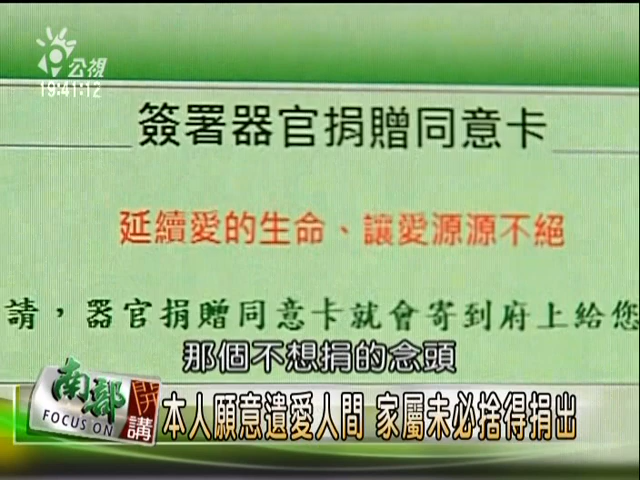 公視
19:41:12
簽署器官捐贈同意卡
延續愛的生命、讓愛源源不絕
請，器官捐贈同意卡就會寄到府上給您
那個不想捐的念頭
南部開講
FOCUS ON
本人願意遺愛人間 家屬未必捨得捐出